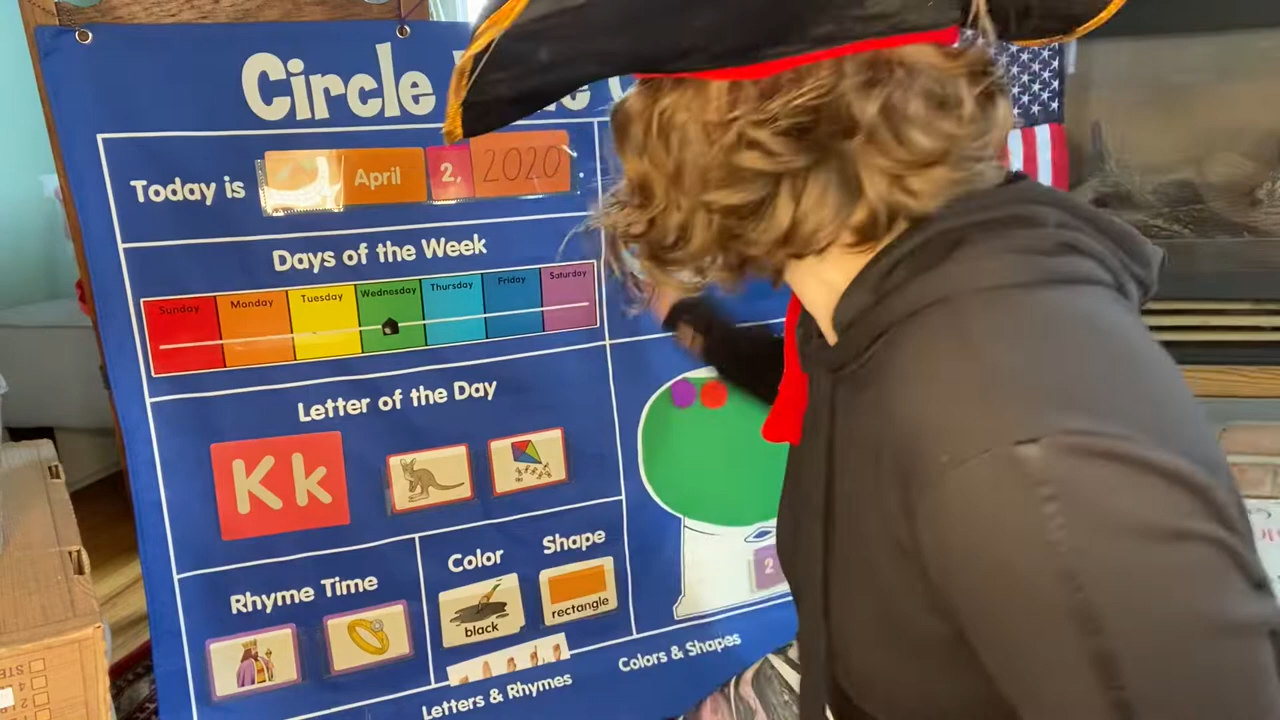 Circle
Today is April 2, 2020.
Days of the Week
Sunday Monday Tuesday Wednesday Thursday Friday Saturday
Letter of the Day
Kk
Rhyme Time
Color
black
Shape
rectangle
2
Letters & Rhymes
Colors & Shapes